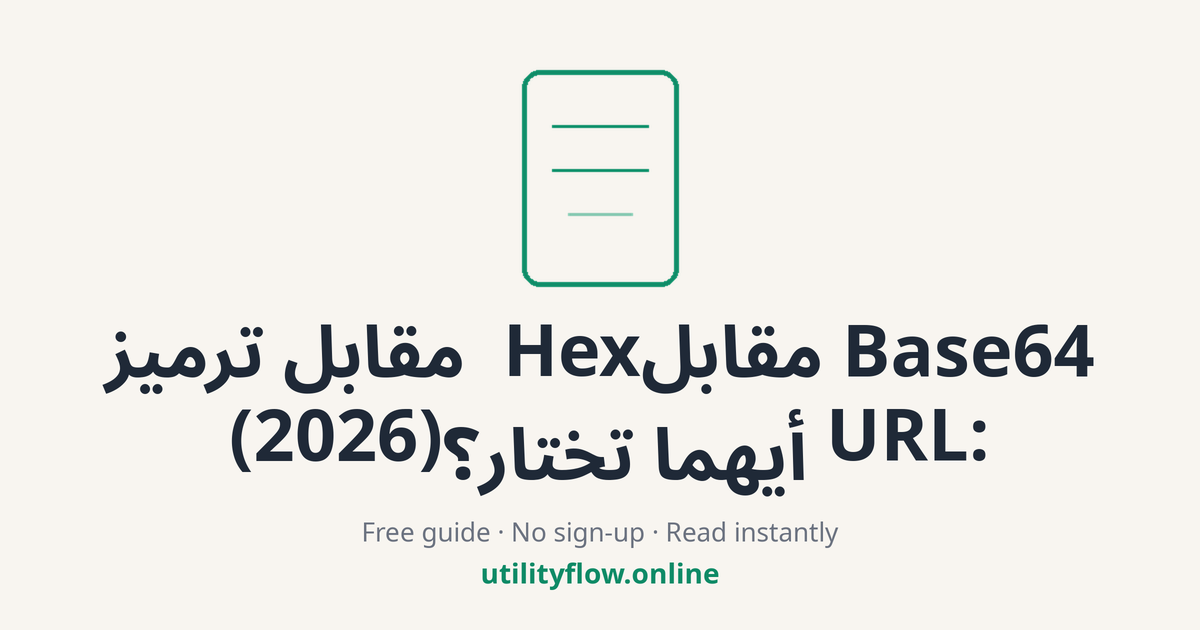 Base64 مقابل Hex مقابل ترميز
URL: أيهما تختار؟ (2026)
Free guide · No sign-up · Read instantly
utilityflow.online